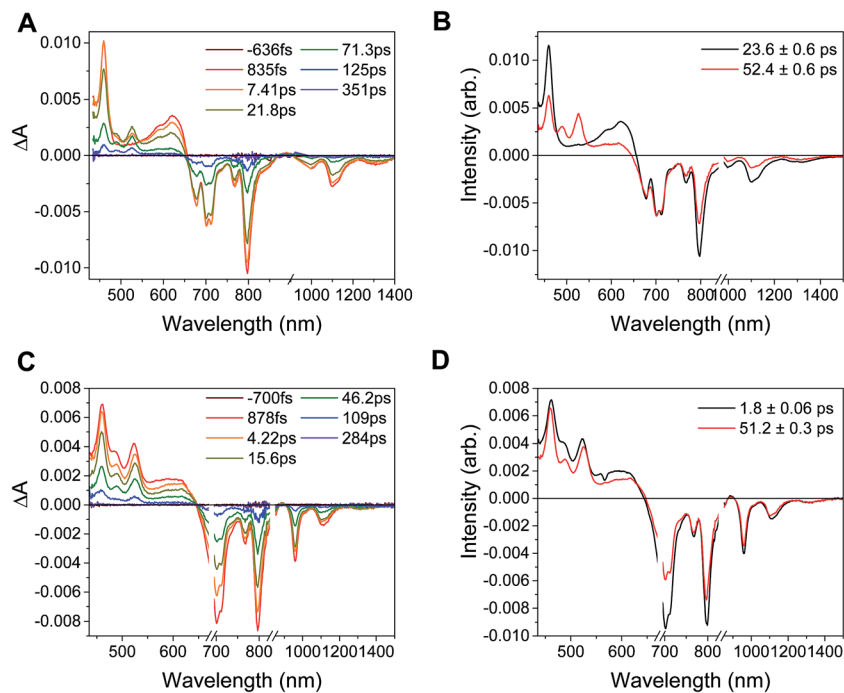 A
-636fs
835fs
7.41ps
21.8ps
71.3ps
125ps
351ps
0.010
0.005
0.000
-0.005
-0.010
ΔA
500
600
700
800
1000
1200
1400
Wavelength (nm)
B
23.6 ± 0.6 ps
52.4 ± 0.6 ps
0.010
0.005
0.000
-0.005
-0.010
Intensity (arb.)
500
600
700
800
1000
1200
1400
Wavelength (nm)
C
-700fs
878fs
4.22ps
15.6ps
46.2ps
109ps
284ps
0.008
0.006
0.004
0.002
0.000
-0.002
-0.004
-0.006
-0.008
ΔA
500
600
700
800
1000
1200
1400
Wavelength (nm)
D
1.8 ± 0.06 ps
51.2 ± 0.3 ps
0.008
0.006
0.004
0.002
0.000
-0.002
-0.004
-0.006
-0.008
-0.010
Intensity (arb.)
500
600
700
800
1000
1200
1400
Wavelength (nm)